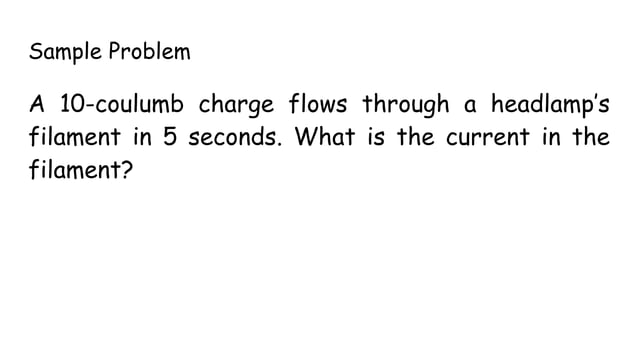 Sample Problem
A 10-coulumb charge flows through a headlamp’s
filament in 5 seconds. What is the current in the
filament?